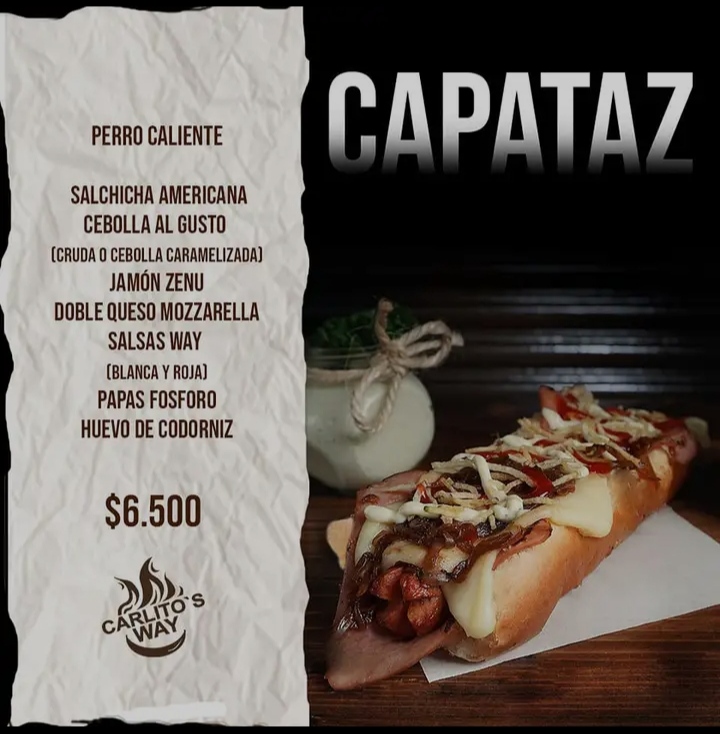 CAPATAZ
PERRO CALIENTE
SALCHICHA AMERICANA
CEBOLLA AL GUSTO
(CRUDA O CEBOLLA CARAMELIZADA)
JAMÓN ZENU
DOBLE QUESO MOZZARELLA
SALSAS WAY
(BLANCA Y ROJA)
PAPAS FOSFORO
HUEVO DE CODORNIZ
$6.500
CARLITO'S
WAY